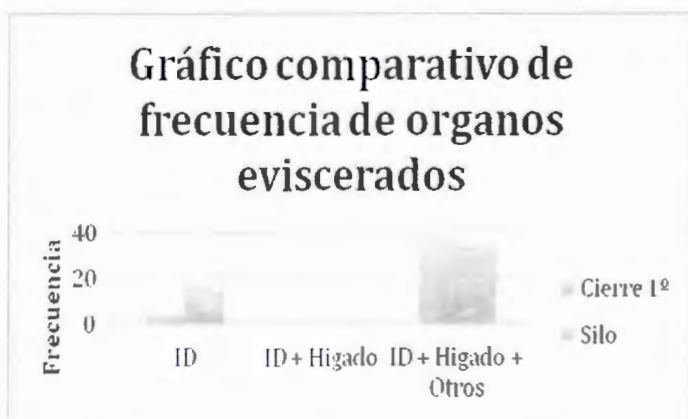 Gráfico comparativo de
frecuencia de organos
eviscerados
Frecuencia
40
20
0
ID
ID + Higado
ID + Higado +
Otros
Cierre 1º
Silo